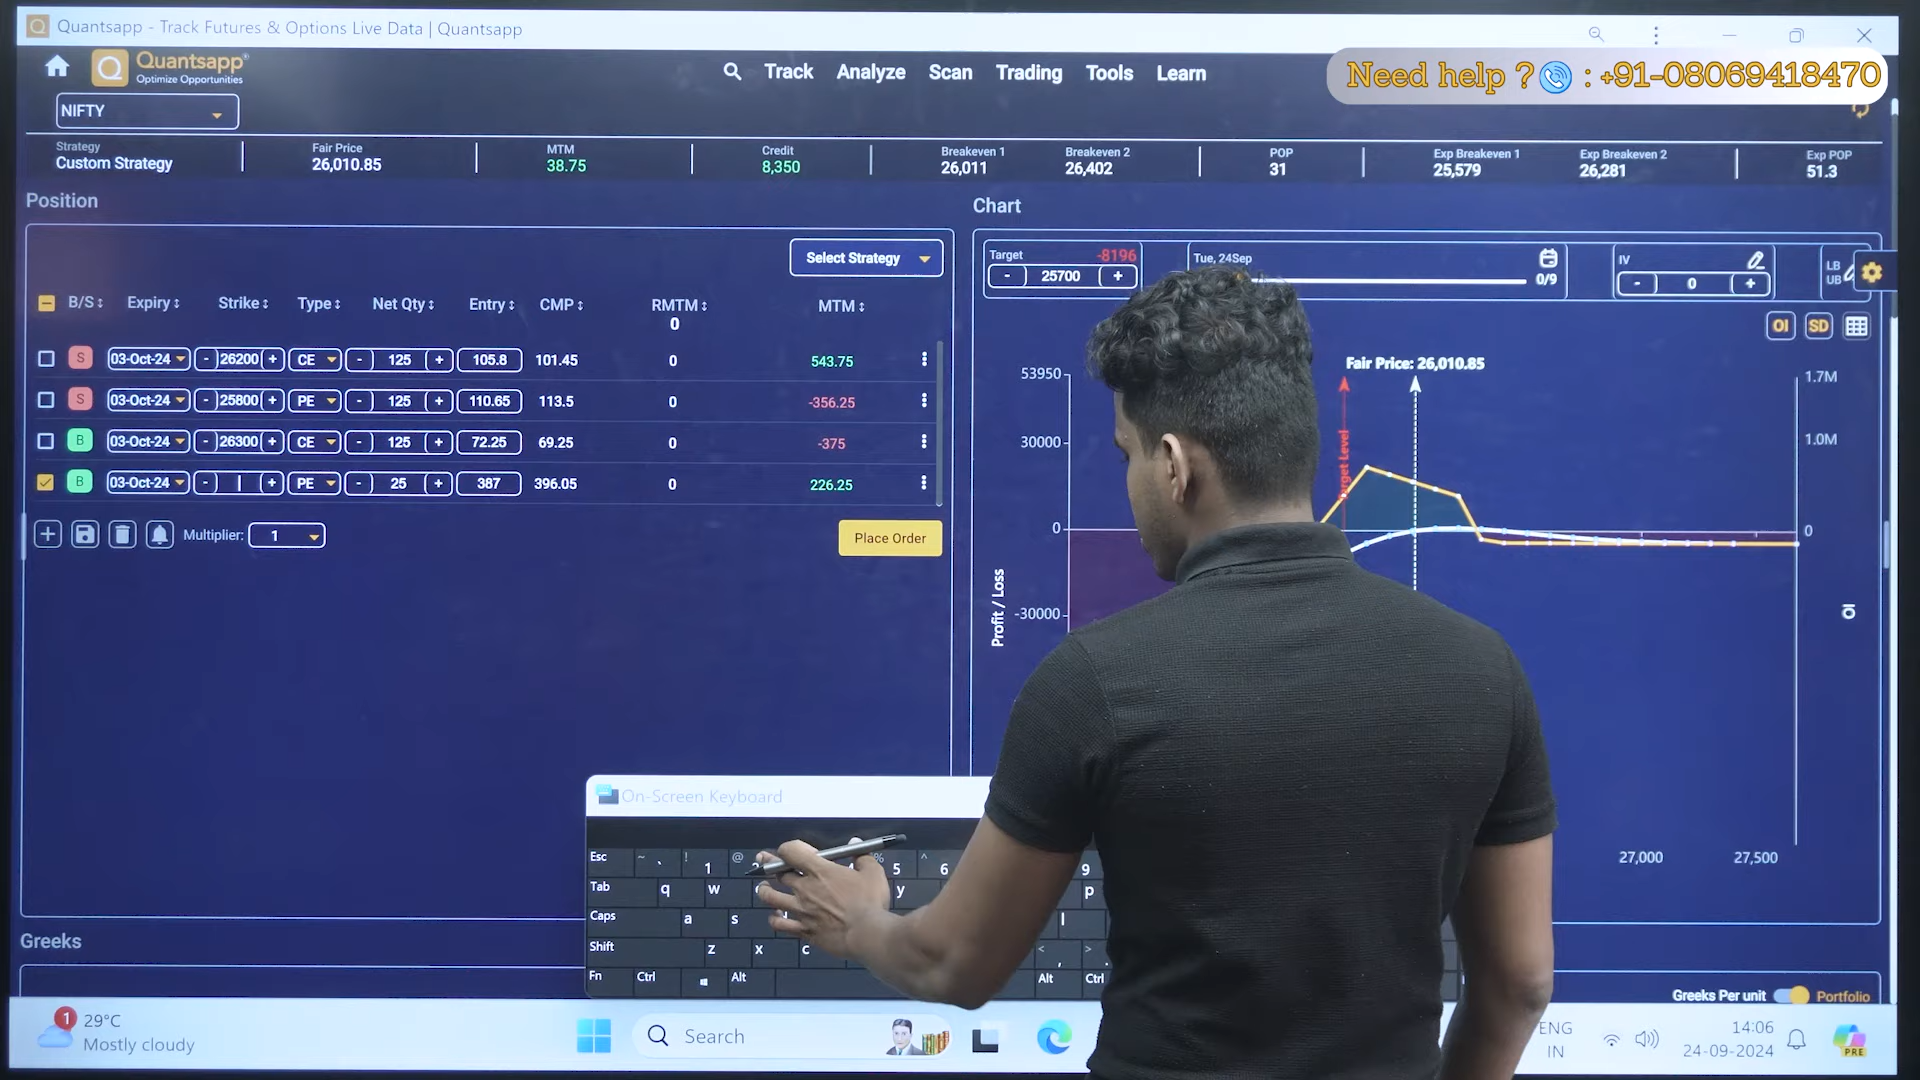 Quantsapp - Track Futures & Options Live Data | Quantsapp
Quantsapp
Optimize Opportunities
Track Analyze Scan Trading Tools Learn
Need help ? : +91-08069418470
NIFTY
Strategy
Custom Strategy
Fair Price
26,010.85
MTM
38.75
Credit
8,350
Breakeven 1
26,011
Breakeven 2
26,402
POP
31
Exp Breakeven 1
25,579
Exp Breakeven 2
26,281
Exp POP
51.3
Position
Select Strategy
B/S Expiry Strike Type Net Qty Entry CMP RMTM MTM
0
S 03-Oct-24 - 26200 + CE - 125 + 105.8 101.45 0 543.75
S 03-Oct-24 - 25800 + PE - 125 + 110.65 113.5 0 -356.25
B 03-Oct-24 - 26300 + CE - 125 + 72.25 69.25 0 -375
B 03-Oct-24 - + PE - 25 + 387 396.05 0 226.25
Multiplier: 1
Place Order
Chart
Target -8196
- 25700 +
Tue, 24Sep
0/9
IV
- 0 +
LB
UB
OI SD
Fair Price: 26,010.85
53950
30000
0
-30000
Profit / Loss
1.7M
1.0M
0
OI
27,000 27,500
On-Screen Keyboard
Esc ~ ` ! 1 @ 5 ^ 6 9
Tab q w y p
Caps a s l
Shift z x c < , > .
Fn Ctrl Alt Alt Ctrl
Greeks
Greeks Per unit Portfolio
1
29°C
Mostly cloudy
Search
ENG
IN
14:06
24-09-2024
PRE